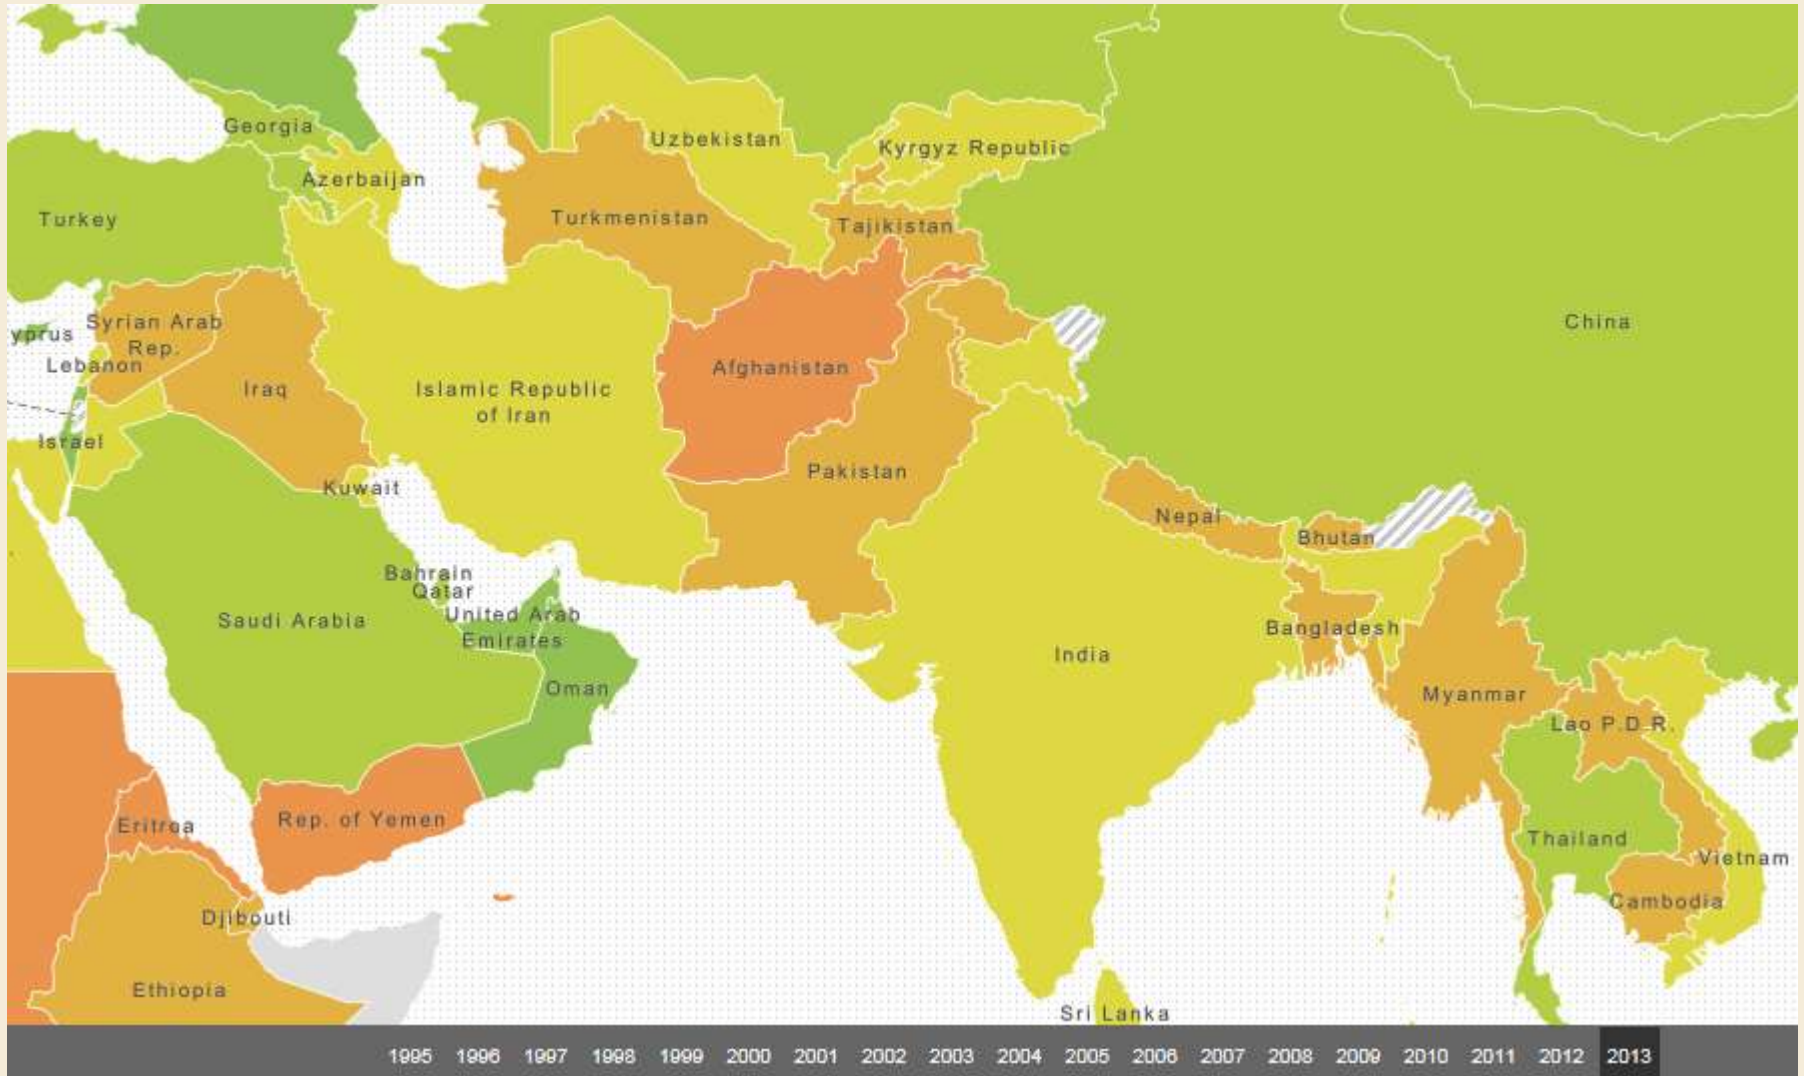 Georgia
Uzbekistan
Kyrgyz Republic
Azerbaijan
Turkey
Turkmenistan
Tajikistan
China
Syrian Arab
Rep.
yprus
Lebanon
Iraq
Islamic Republic
of Iran
Afghanistan
Israel
Pakistan
Kuwait
Nepal
Bhutan
Bahrain
Qatar
United Arab
Emirates
Saudi Arabia
Bangladesh
India
Oman
Myanmar
Lao P.D.R.
Eritrea
Rep. of Yemen
Thailand
Vietnam
Cambodia
Djibouti
Ethiopia
Sri Lanka
1995 1996 1997 1998 1999 2000 2001 2002 2003 2004 2005 2006 2007 2008 2009 2010 2011 2012 2013